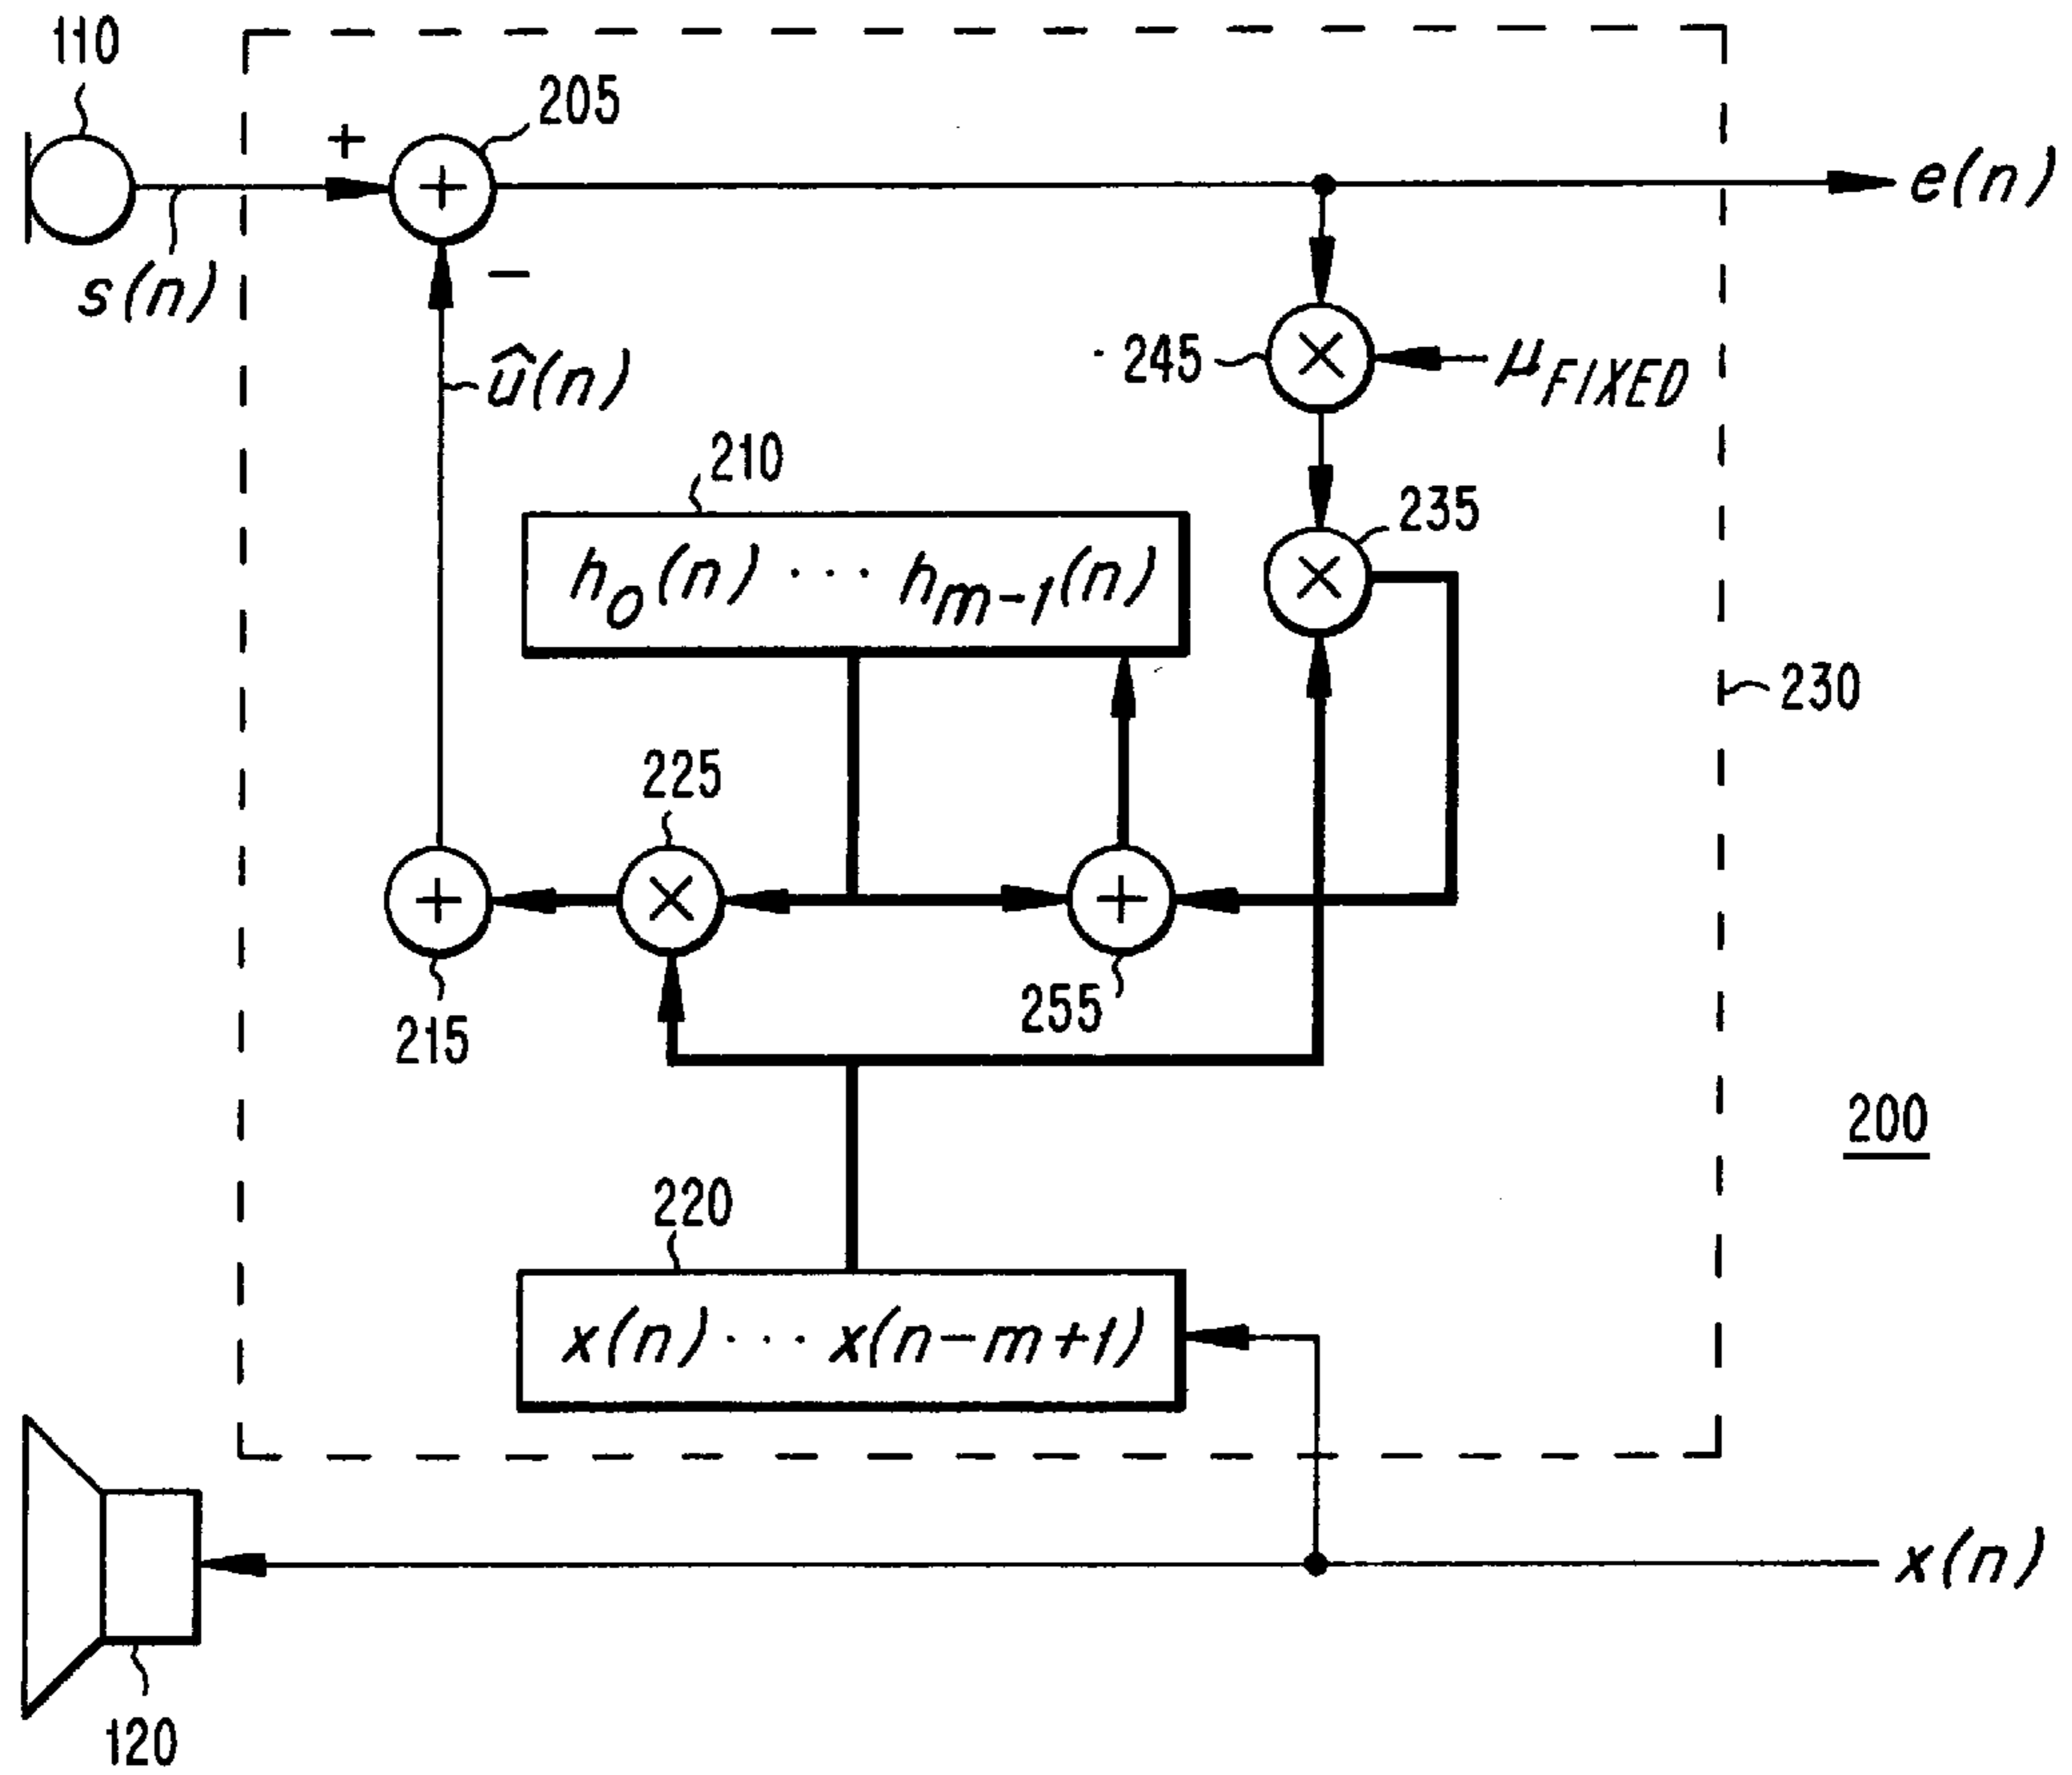 110
205
+
+
e(n)
s(n)
−
û(n)
245
×
μFIXED
210
235
h0(n) · · · hm−1(n)
×
230
225
+
×
+
215
255
200
220
x(n) · · · x(n−m+1)
x(n)
120